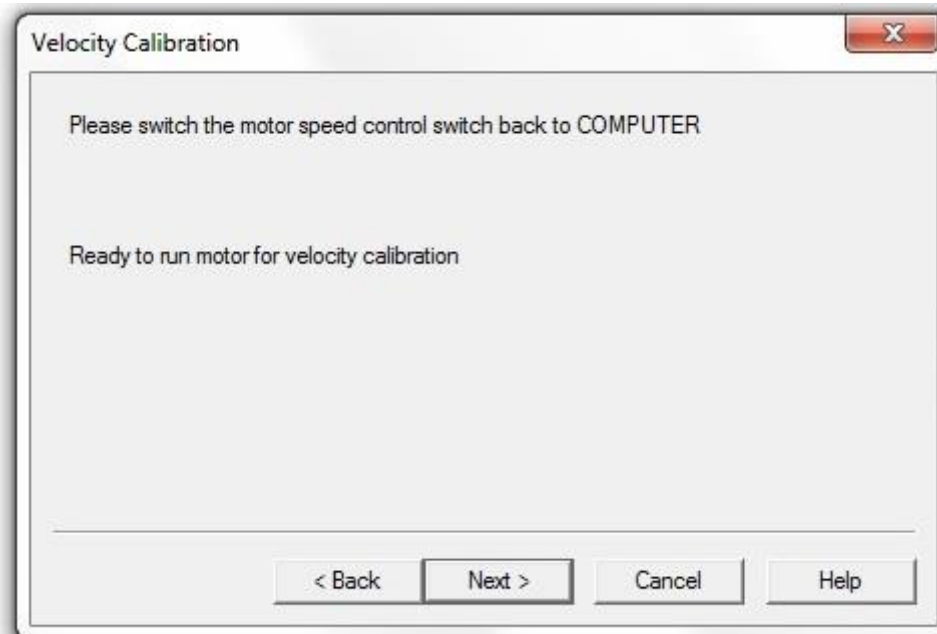 Velocity Calibration
Please switch the motor speed control switch back to COMPUTER
Ready to run motor for velocity calibration
< Back Next > Cancel Help